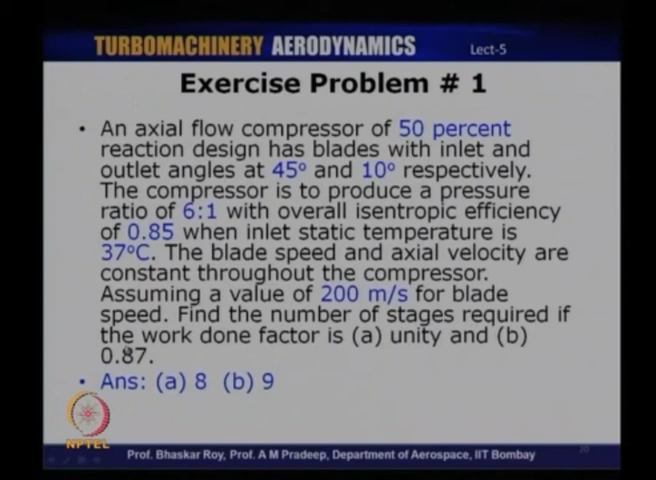 TURBOMACHINERY AERODYNAMICS Lect-5
Exercise Problem # 1
• An axial flow compressor of 50 percent
reaction design has blades with inlet and
outlet angles at 45º and 10º respectively.
The compressor is to produce a pressure
ratio of 6:1 with overall isentropic efficiency
of 0.85 when inlet static temperature is
37ºC. The blade speed and axial velocity are
constant throughout the compressor.
Assuming a value of 200 m/s for blade
speed. Find the number of stages required if
the work done factor is (a) unity and (b)
0.87.
• Ans: (a) 8 (b) 9
NPTEL
Prof. Bhaskar Roy, Prof. A M Pradeep, Department of Aerospace, IIT Bombay